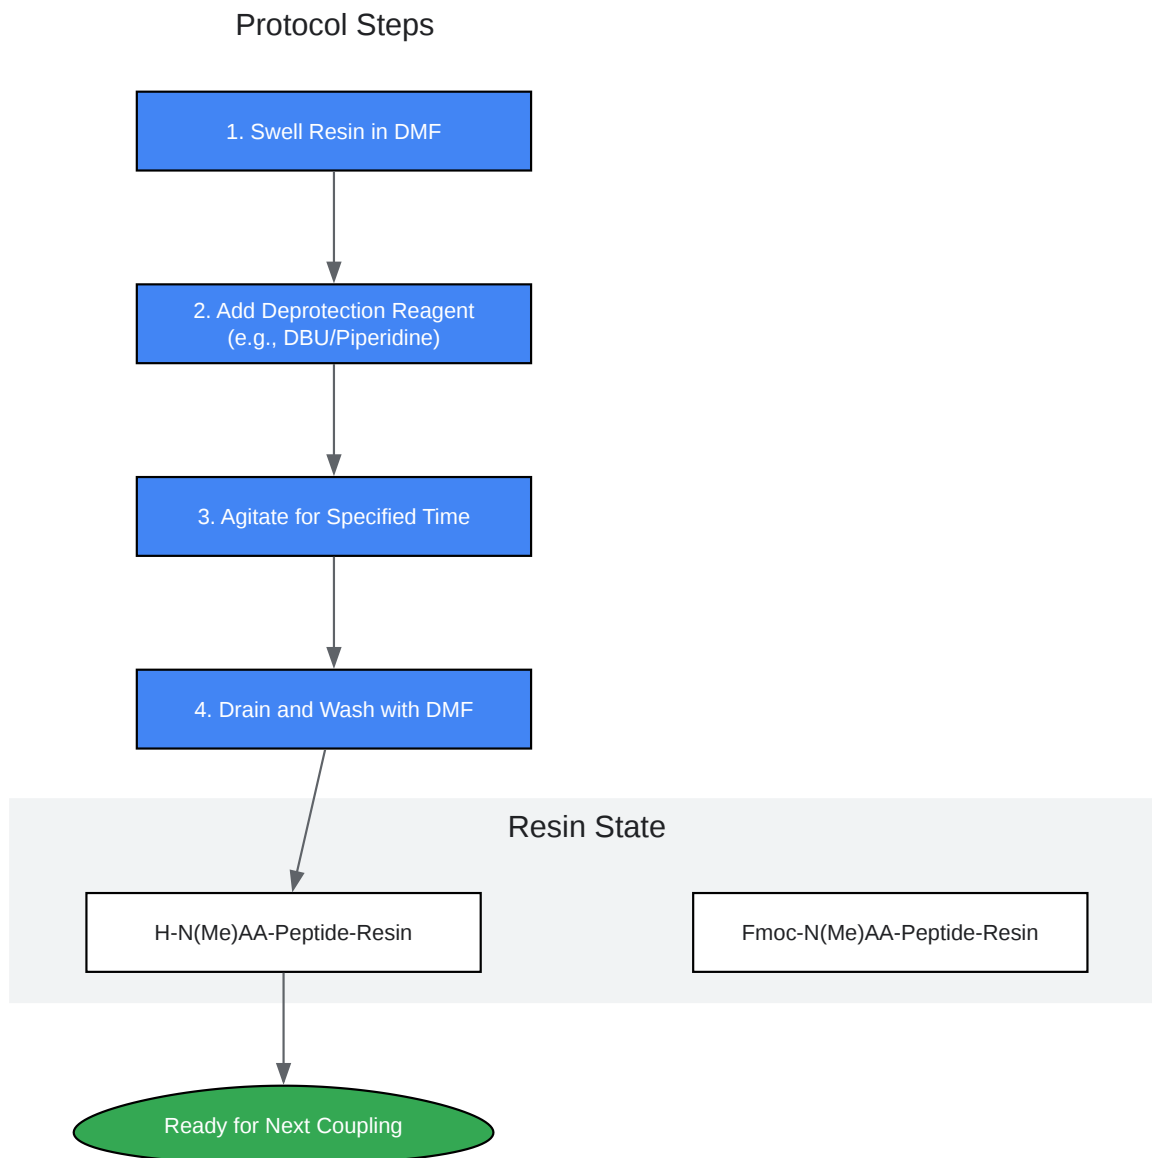 Protocol Steps
1. Swell Resin in DMF
2. Add Deprotection Reagent
(e.g., DBU/Piperidine)
3. Agitate for Specified Time
4. Drain and Wash with DMF
Resin State
H-N(Me)AA-Peptide-Resin
Fmoc-N(Me)AA-Peptide-Resin
Ready for Next Coupling